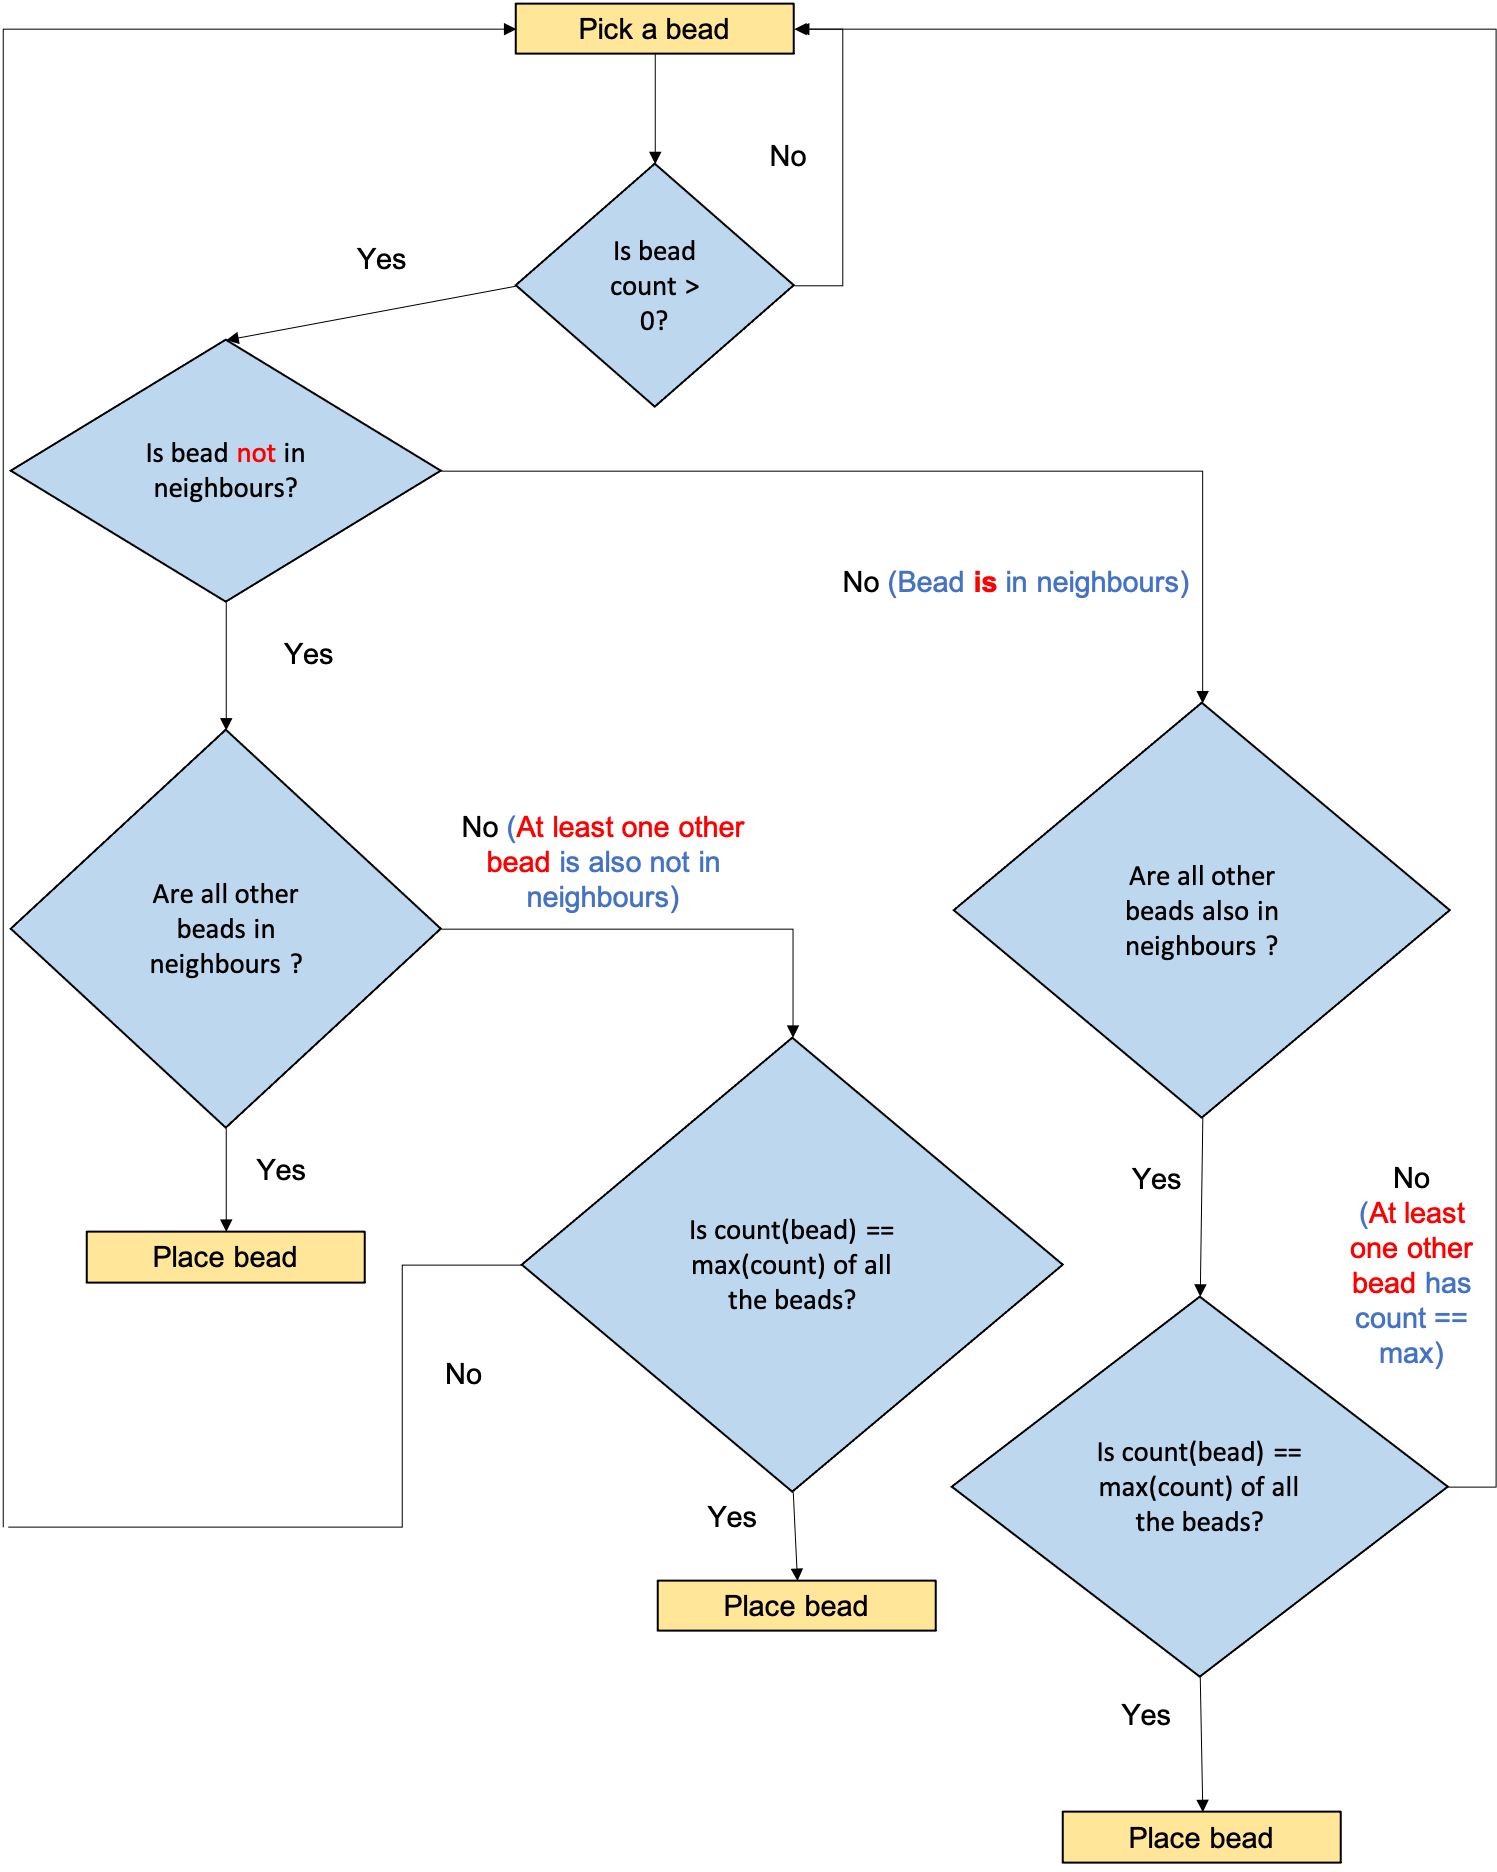 Pick a bead
No
Is bead
count >
0?
Yes
Is bead not in
neighbours?
No (Bead is in neighbours)
Yes
No (At least one other
bead is also not in
neighbours)
Are all other
beads in
neighbours ?
Are all other
beads also in
neighbours ?
Yes
Place bead
Is count(bead) ==
max(count) of all
the beads?
No
Yes
Place bead
Yes
No
(At least
one other
bead has
count ==
max)
Is count(bead) ==
max(count) of all
the beads?
Yes
Place bead